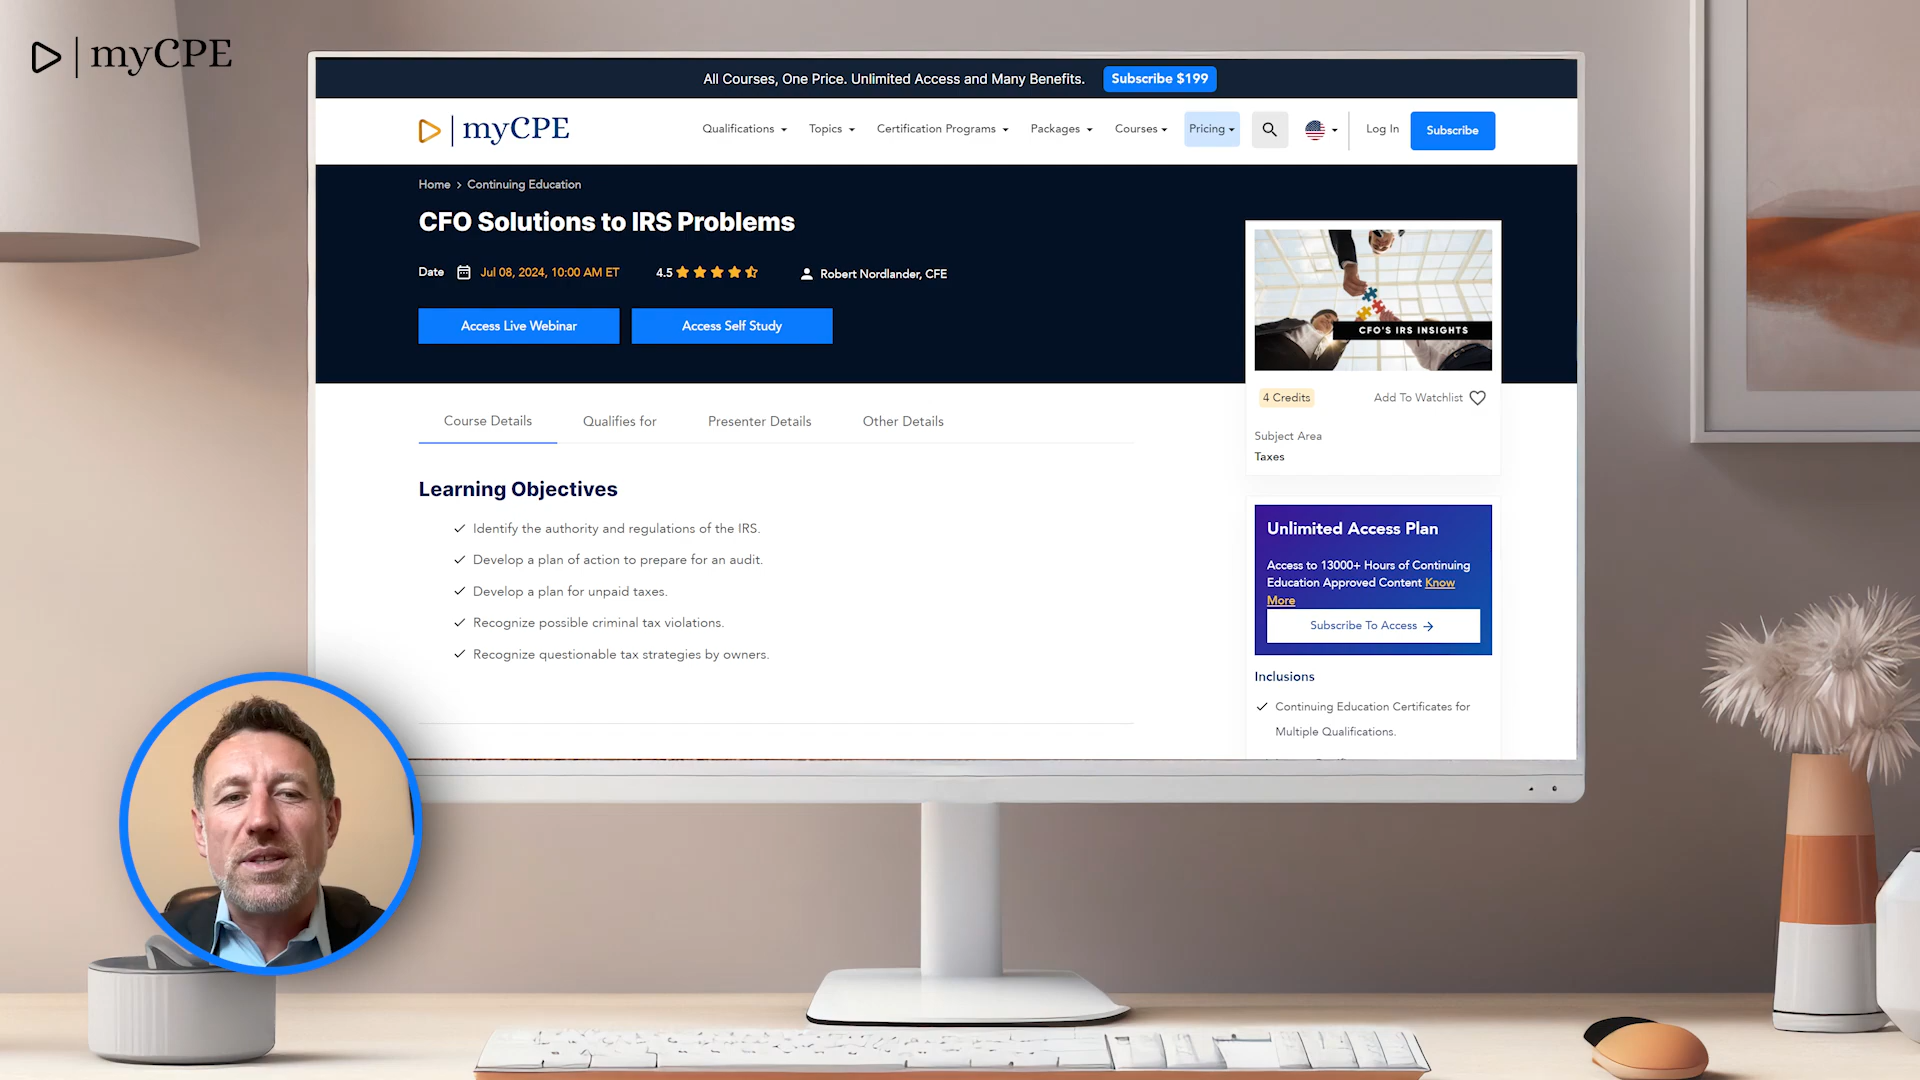 myCPE
All Courses, One Price. Unlimited Access and Many Benefits. Subscribe $199
myCPE
Qualifications Topics Certification Programs Packages Courses Pricing Log In Subscribe
Home > Continuing Education
CFO Solutions to IRS Problems
Date Jul 08, 2024, 10:00 AM ET 4.5 Robert Nordlander, CFE
Access Live Webinar Access Self Study
CFO'S IRS INSIGHTS
4 Credits Add To Watchlist
Subject Area
Taxes
Course Details Qualifies for Presenter Details Other Details
Learning Objectives
Identify the authority and regulations of the IRS.
Develop a plan of action to prepare for an audit.
Develop a plan for unpaid taxes.
Recognize possible criminal tax violations.
Recognize questionable tax strategies by owners.
Unlimited Access Plan
Access to 13000+ Hours of Continuing
Education Approved Content Know
More
Subscribe To Access
Inclusions
Continuing Education Certificates for
Multiple Qualifications.